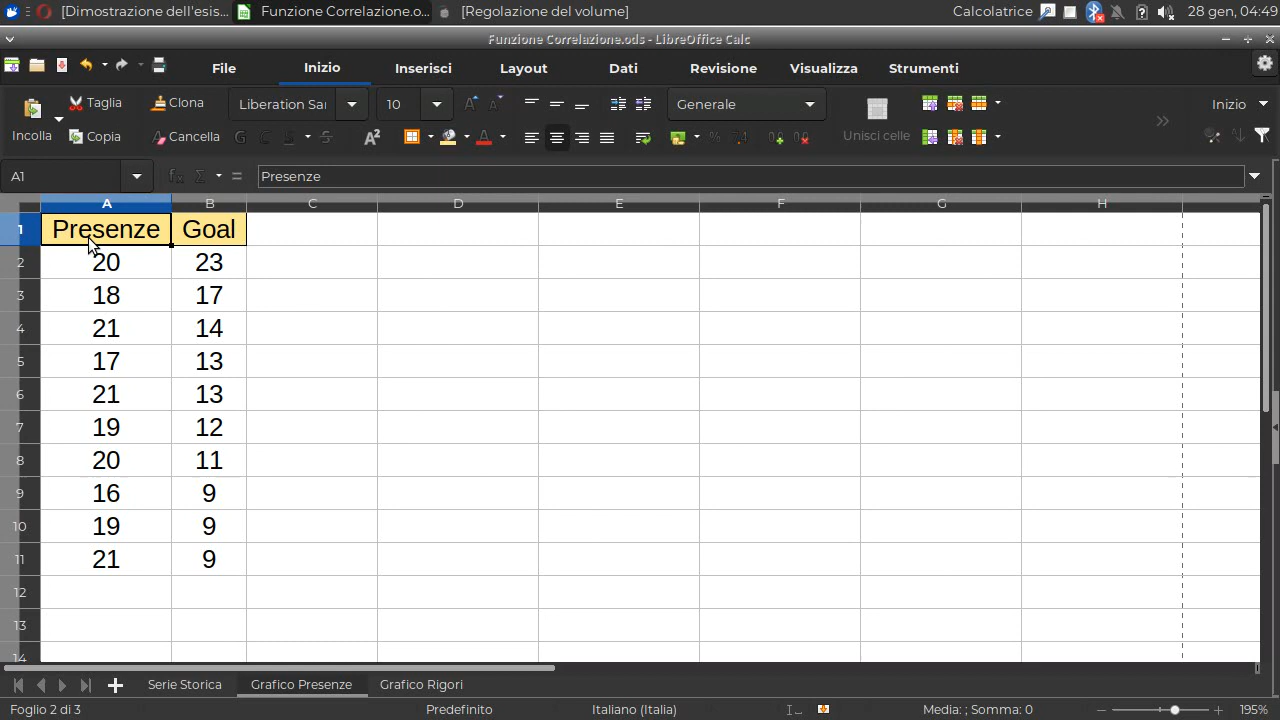 [Dimostrazione dell'esis... Funzione Correlazione.o... [Regolazione del volume] Calcolatrice 28 gen, 04:49
Funzione Correlazione.ods - LibreOffice Calc
File Inizio Inserisci Layout Dati Revisione Visualizza Strumenti
Incolla Taglia Clona Liberation Sar 10 Generale Unisci celle Inizio
Copia Cancella
A1 Presenze
A B C D E F G H
1 Presenze Goal
2 20 23
3 18 17
4 21 14
5 17 13
6 21 13
7 19 12
8 20 11
9 16 9
10 19 9
11 21 9
12
13
14
Serie Storica Grafico Presenze Grafico Rigori
Foglio 2 di 3 Predefinito Italiano (Italia) Media: ; Somma: 0 195%